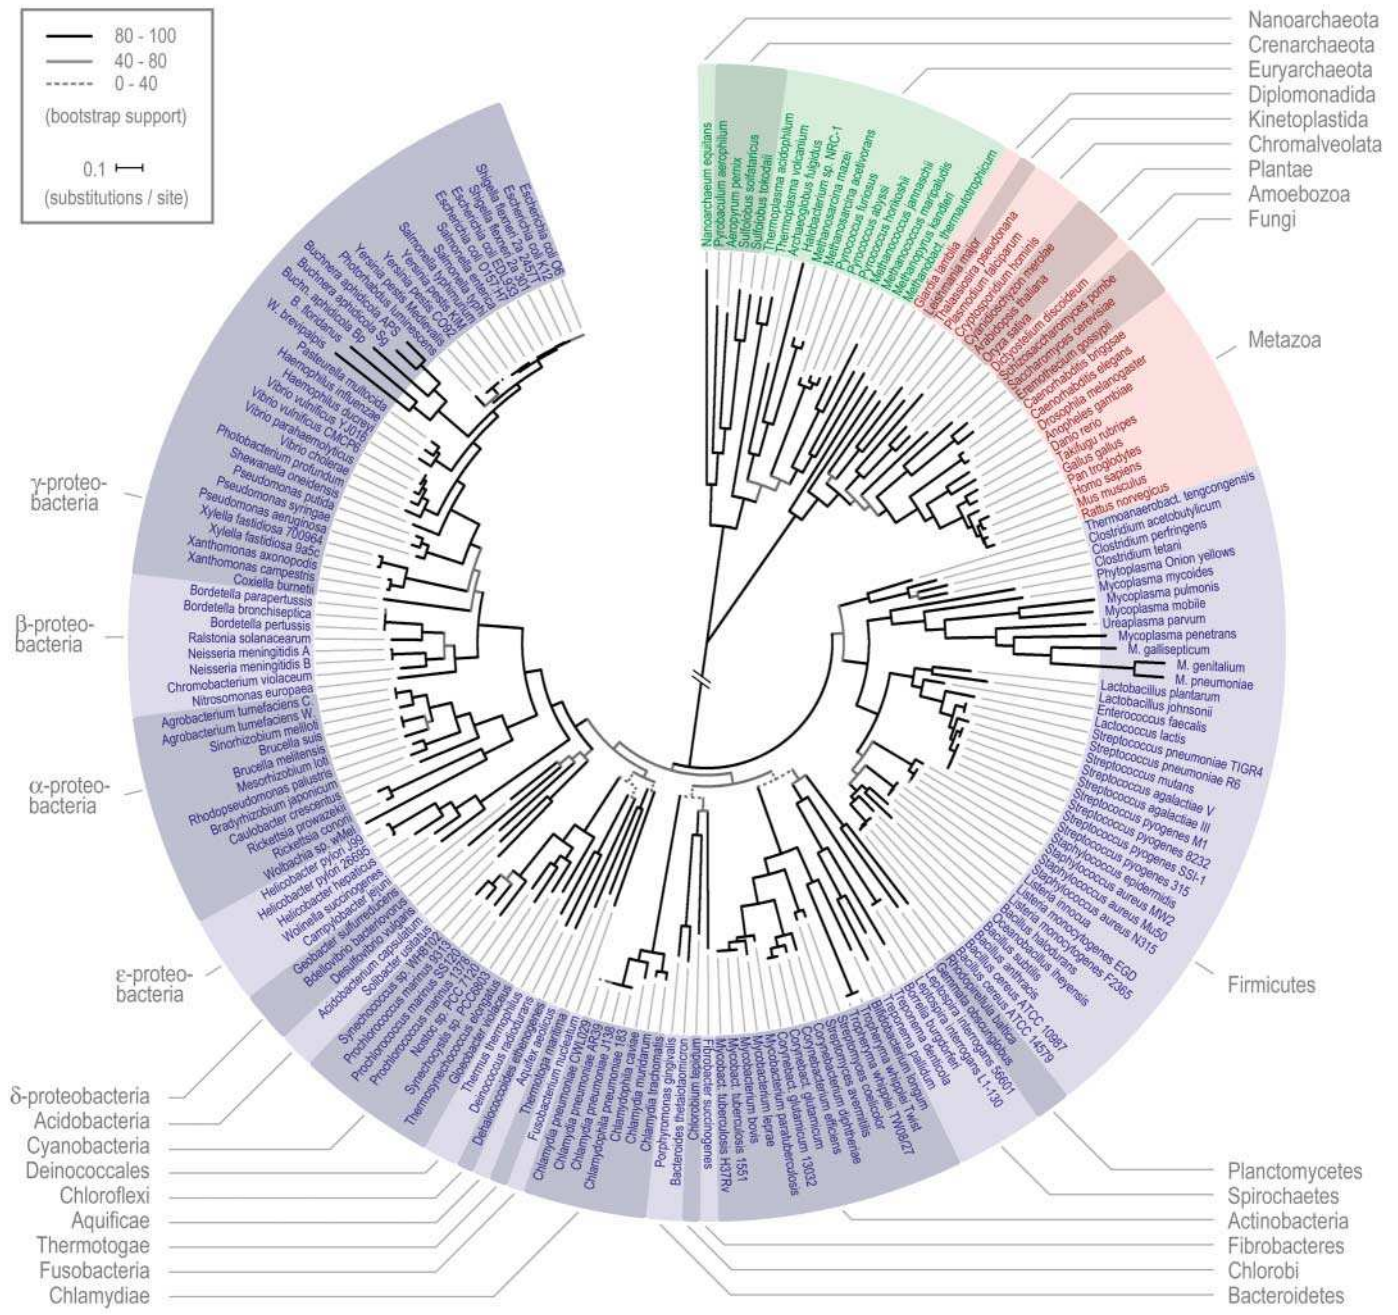 80 - 100
40 - 80
0 - 40
(bootstrap support)
0.1
(substitutions / site)
Nanoarchaeota
Crenarchaeota
Euryarchaeota
Diplomonadida
Kinetoplastida
Chromalveolata
Plantae
Amoebozoa
Fungi
Metazoa
Nanoarchaeum equitans
Pyrobaculum aerophilum
Aeropyrum pernix
Sulfolobus solfataricus
Sulfolobus tokodaii
Thermoplasma acidophilum
Thermoplasma volcanium
Archaeoglobus fulgidus
Halobacterium sp. NRC-1
Methanosarcina mazei
Methanosarcina acetivorans
Pyrococcus furiosus
Pyrococcus abyssi
Pyrococcus horikoshii
Methanococcus jannaschii
Methanococcus maripaludis
Methanopyrus kandleri
Methanobact. thermautotrophicum
Giardia lamblia
Leishmania major
Thalassiosira pseudonana
Plasmodium falciparum
Cryptosporidium hominis
Cyanidioschyzon merolae
Arabidopsis thaliana
Oryza sativa
Dictyostelium discoideum
Schizosaccharomyces pombe
Saccharomyces cerevisiae
Eremothecium gossypii
Caenorhabditis briggsae
Caenorhabditis elegans
Drosophila melanogaster
Anopheles gambiae
Danio rerio
Takifugu rubripes
Gallus gallus
Pan troglodytes
Homo sapiens
Mus musculus
Rattus norvegicus
Thermoanaerobact. tengcongensis
Clostridium acetobutylicum
Clostridium perfringens
Clostridium tetani
Phytoplasma Onion yellows
Mycoplasma mycoides
Mycoplasma pulmonis
Mycoplasma mobile
Ureaplasma parvum
Mycoplasma penetrans
M. gallisepticum
M. genitalium
M. pneumoniae
Lactobacillus plantarum
Lactobacillus johnsonii
Enterococcus faecalis
Lactococcus lactis
Streptococcus pneumoniae TIGR4
Streptococcus pneumoniae R6
Streptococcus mutans
Streptococcus agalactiae V
Streptococcus agalactiae III
Streptococcus pyogenes M1
Streptococcus pyogenes 8232
Streptococcus pyogenes SSI-1
Streptococcus pyogenes 315
Staphylococcus epidermidis
Staphylococcus aureus MW2
Staphylococcus aureus Mu50
Staphylococcus aureus N315
Listeria innocua
Listeria monocytogenes EGD
Listeria monocytogenes F2365
Bacillus halodurans
Oceanobacillus iheyensis
Bacillus subtilis
Bacillus anthracis
Bacillus cereus ATCC 10987
Bacillus cereus ATCC 14579
Firmicutes
Rhodopirellula baltica
Gemmata obscuriglobus
Leptospira interrogans 56601
Leptospira interrogans L1-130
Borrelia burgdorferi
Treponema denticola
Treponema pallidum
Bifidobacterium longum
Tropheryma whipplei Twist
Tropheryma whipplei TW08/27
Streptomyces coelicolor
Streptomyces avermitilis
Corynebacterium diphtheriae
Corynebacterium efficiens
Corynebact. glutamicum
Corynebact. glutamicum 13032
Mycobacterium paratuberculosis
Mycobacterium leprae
Mycobacterium bovis
Mycobact. tuberculosis 1551
Mycobact. tuberculosis H37Rv
Fibrobacter succinogenes
Chlorobium tepidum
Bacteroides thetaiotaomicron
Porphyromonas gingivalis
Chlamydia trachomatis
Chlamydia muridarum
Chlamydophila caviae
Chlamydophila pneumoniae 183
Chlamydia pneumoniae J138
Chlamydia pneumoniae AR39
Chlamydia pneumoniae CWL029
Fusobacterium nucleatum
Thermotoga maritima
Aquifex aeolicus
Dehalococcoides ethenogenes
Deinococcus radiodurans
Thermus thermophilus
Gloeobacter violaceus
Thermosynechococcus elongatus
Synechocystis sp. PCC6803
Nostoc sp. PCC 7120
Prochlorococcus marinus 1375
Prochlorococcus marinus SS120
Prochlorococcus marinus 9313
Synechococcus sp. WH8102
Solibacter usitatus
Acidobacterium capsulatum
Desulfovibrio vulgaris
Bdellovibrio bacteriovorus
Geobacter sulfurreducens
Campylobacter jejuni
Wolinella succinogenes
Helicobacter hepaticus
Helicobacter pylori 26695
Helicobacter pylori J99
Wolbachia sp. wMel
Rickettsia conorii
Rickettsia prowazekii
Caulobacter crescentus
Bradyrhizobium japonicum
Rhodopseudomonas palustris
Mesorhizobium loti
Brucella melitensis
Brucella suis
Sinorhizobium meliloti
Agrobacterium tumefaciens W.
Agrobacterium tumefaciens C.
Nitrosomonas europaea
Chromobacterium violaceum
Neisseria meningitidis B
Neisseria meningitidis A
Ralstonia solanacearum
Bordetella pertussis
Bordetella bronchiseptica
Bordetella parapertussis
Coxiella burnetii
Xanthomonas campestris
Xanthomonas axonopodis
Xylella fastidiosa 9a5c
Xylella fastidiosa 700964
Pseudomonas aeruginosa
Pseudomonas syringae
Pseudomonas putida
Shewanella oneidensis
Photobacterium profundum
Vibrio cholerae
Vibrio parahaemolyticus
Vibrio vulnificus CMCP6
Vibrio vulnificus YJ016
Haemophilus ducreyi
Haemophilus influenzae
Pasteurella multocida
W. brevipalpis
B. floridanus
Buchn. aphidicola Bp
Buchnera aphidicola Sg
Buchnera aphidicola APS
Photorhabdus luminescens
Yersinia pestis Medievalis
Yersinia pestis CO92
Yersinia pestis KIM
Salmonella typhimurium
Salmonella typhi
Salmonella enterica
Escherichia coli O157:H7
Escherichia coli EDL933
Shigella flexneri 2a 301
Shigella flexneri 2a 2457T
Escherichia coli K12
Escherichia coli O6
γ-proteo-
bacteria
β-proteo-
bacteria
α-proteo-
bacteria
ε-proteo-
bacteria
δ-proteobacteria
Acidobacteria
Cyanobacteria
Deinococcales
Chloroflexi
Aquificae
Thermotogae
Fusobacteria
Chlamydiae
Planctomycetes
Spirochaetes
Actinobacteria
Fibrobacteres
Chlorobi
Bacteroidetes